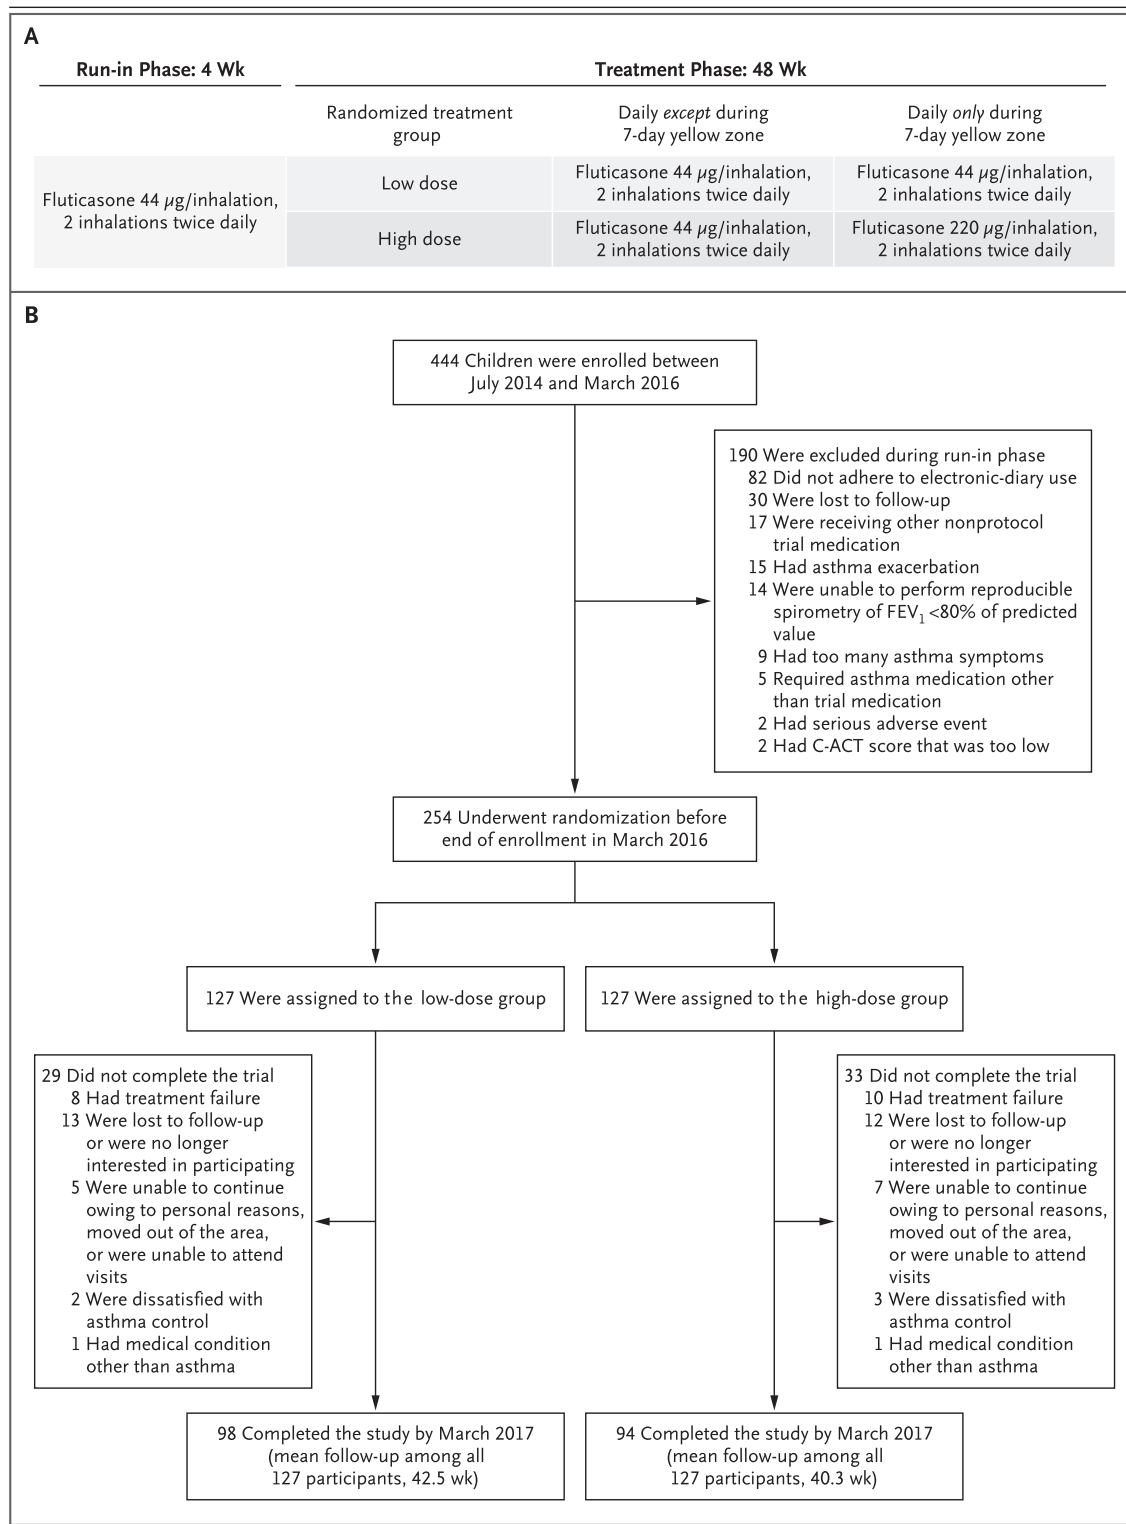 A
Run-in Phase: 4 Wk
Treatment Phase: 48 Wk
Randomized treatment
group
Daily except during
7-day yellow zone
Daily only during
7-day yellow zone
Fluticasone 44 µg/inhalation,
2 inhalations twice daily
Low dose
Fluticasone 44 µg/inhalation,
2 inhalations twice daily
Fluticasone 44 µg/inhalation,
2 inhalations twice daily
High dose
Fluticasone 44 µg/inhalation,
2 inhalations twice daily
Fluticasone 220 µg/inhalation,
2 inhalations twice daily
B
444 Children were enrolled between
July 2014 and March 2016
190 Were excluded during run-in phase
82 Did not adhere to electronic-diary use
30 Were lost to follow-up
17 Were receiving other nonprotocol
trial medication
15 Had asthma exacerbation
14 Were unable to perform reproducible
spirometry of FEV1 <80% of predicted
value
9 Had too many asthma symptoms
5 Required asthma medication other
than trial medication
2 Had serious adverse event
2 Had C-ACT score that was too low
254 Underwent randomization before
end of enrollment in March 2016
127 Were assigned to the low-dose group
127 Were assigned to the high-dose group
29 Did not complete the trial
8 Had treatment failure
13 Were lost to follow-up
or were no longer
interested in participating
5 Were unable to continue
owing to personal reasons,
moved out of the area,
or were unable to attend
visits
2 Were dissatisfied with
asthma control
1 Had medical condition
other than asthma
33 Did not complete the trial
10 Had treatment failure
12 Were lost to follow-up
or were no longer
interested in participating
7 Were unable to continue
owing to personal reasons,
moved out of the area,
or were unable to attend
visits
3 Were dissatisfied with
asthma control
1 Had medical condition
other than asthma
98 Completed the study by March 2017
(mean follow-up among all
127 participants, 42.5 wk)
94 Completed the study by March 2017
(mean follow-up among all
127 participants, 40.3 wk)